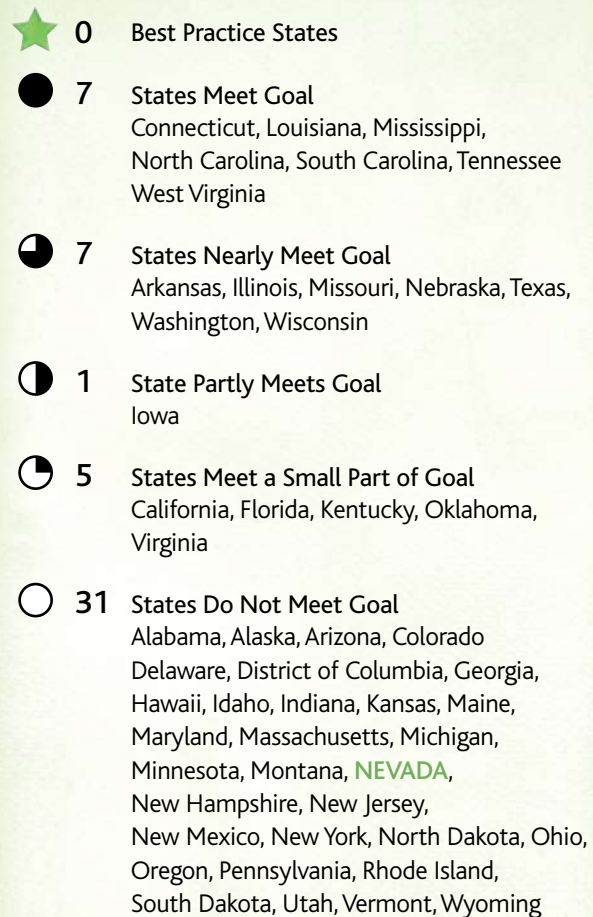 0 Best Practice States
7 States Meet Goal
Connecticut, Louisiana, Mississippi,
North Carolina, South Carolina, Tennessee
West Virginia
7 States Nearly Meet Goal
Arkansas, Illinois, Missouri, Nebraska, Texas,
Washington, Wisconsin
1 State Partly Meets Goal
Iowa
5 States Meet a Small Part of Goal
California, Florida, Kentucky, Oklahoma,
Virginia
31 States Do Not Meet Goal
Alabama, Alaska, Arizona, Colorado
Delaware, District of Columbia, Georgia,
Hawaii, Idaho, Indiana, Kansas, Maine,
Maryland, Massachusetts, Michigan,
Minnesota, Montana, NEVADA,
New Hampshire, New Jersey,
New Mexico, New York, North Dakota, Ohio,
Oregon, Pennsylvania, Rhode Island,
South Dakota, Utah, Vermont, Wyoming